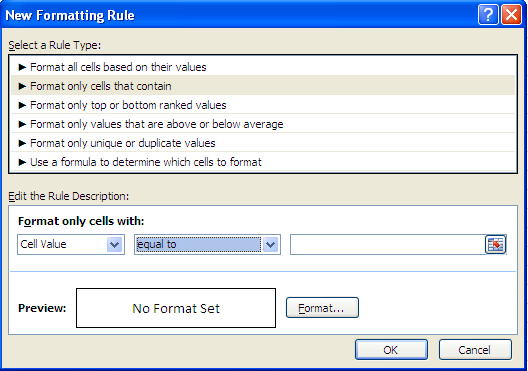 New Formatting Rule
Select a Rule Type:
► Format all cells based on their values
► Format only cells that contain
► Format only top or bottom ranked values
► Format only values that are above or below average
► Format only unique or duplicate values
► Use a formula to determine which cells to format
Edit the Rule Description:
Format only cells with:
Cell Value equal to
Preview: No Format Set Format...
OK Cancel